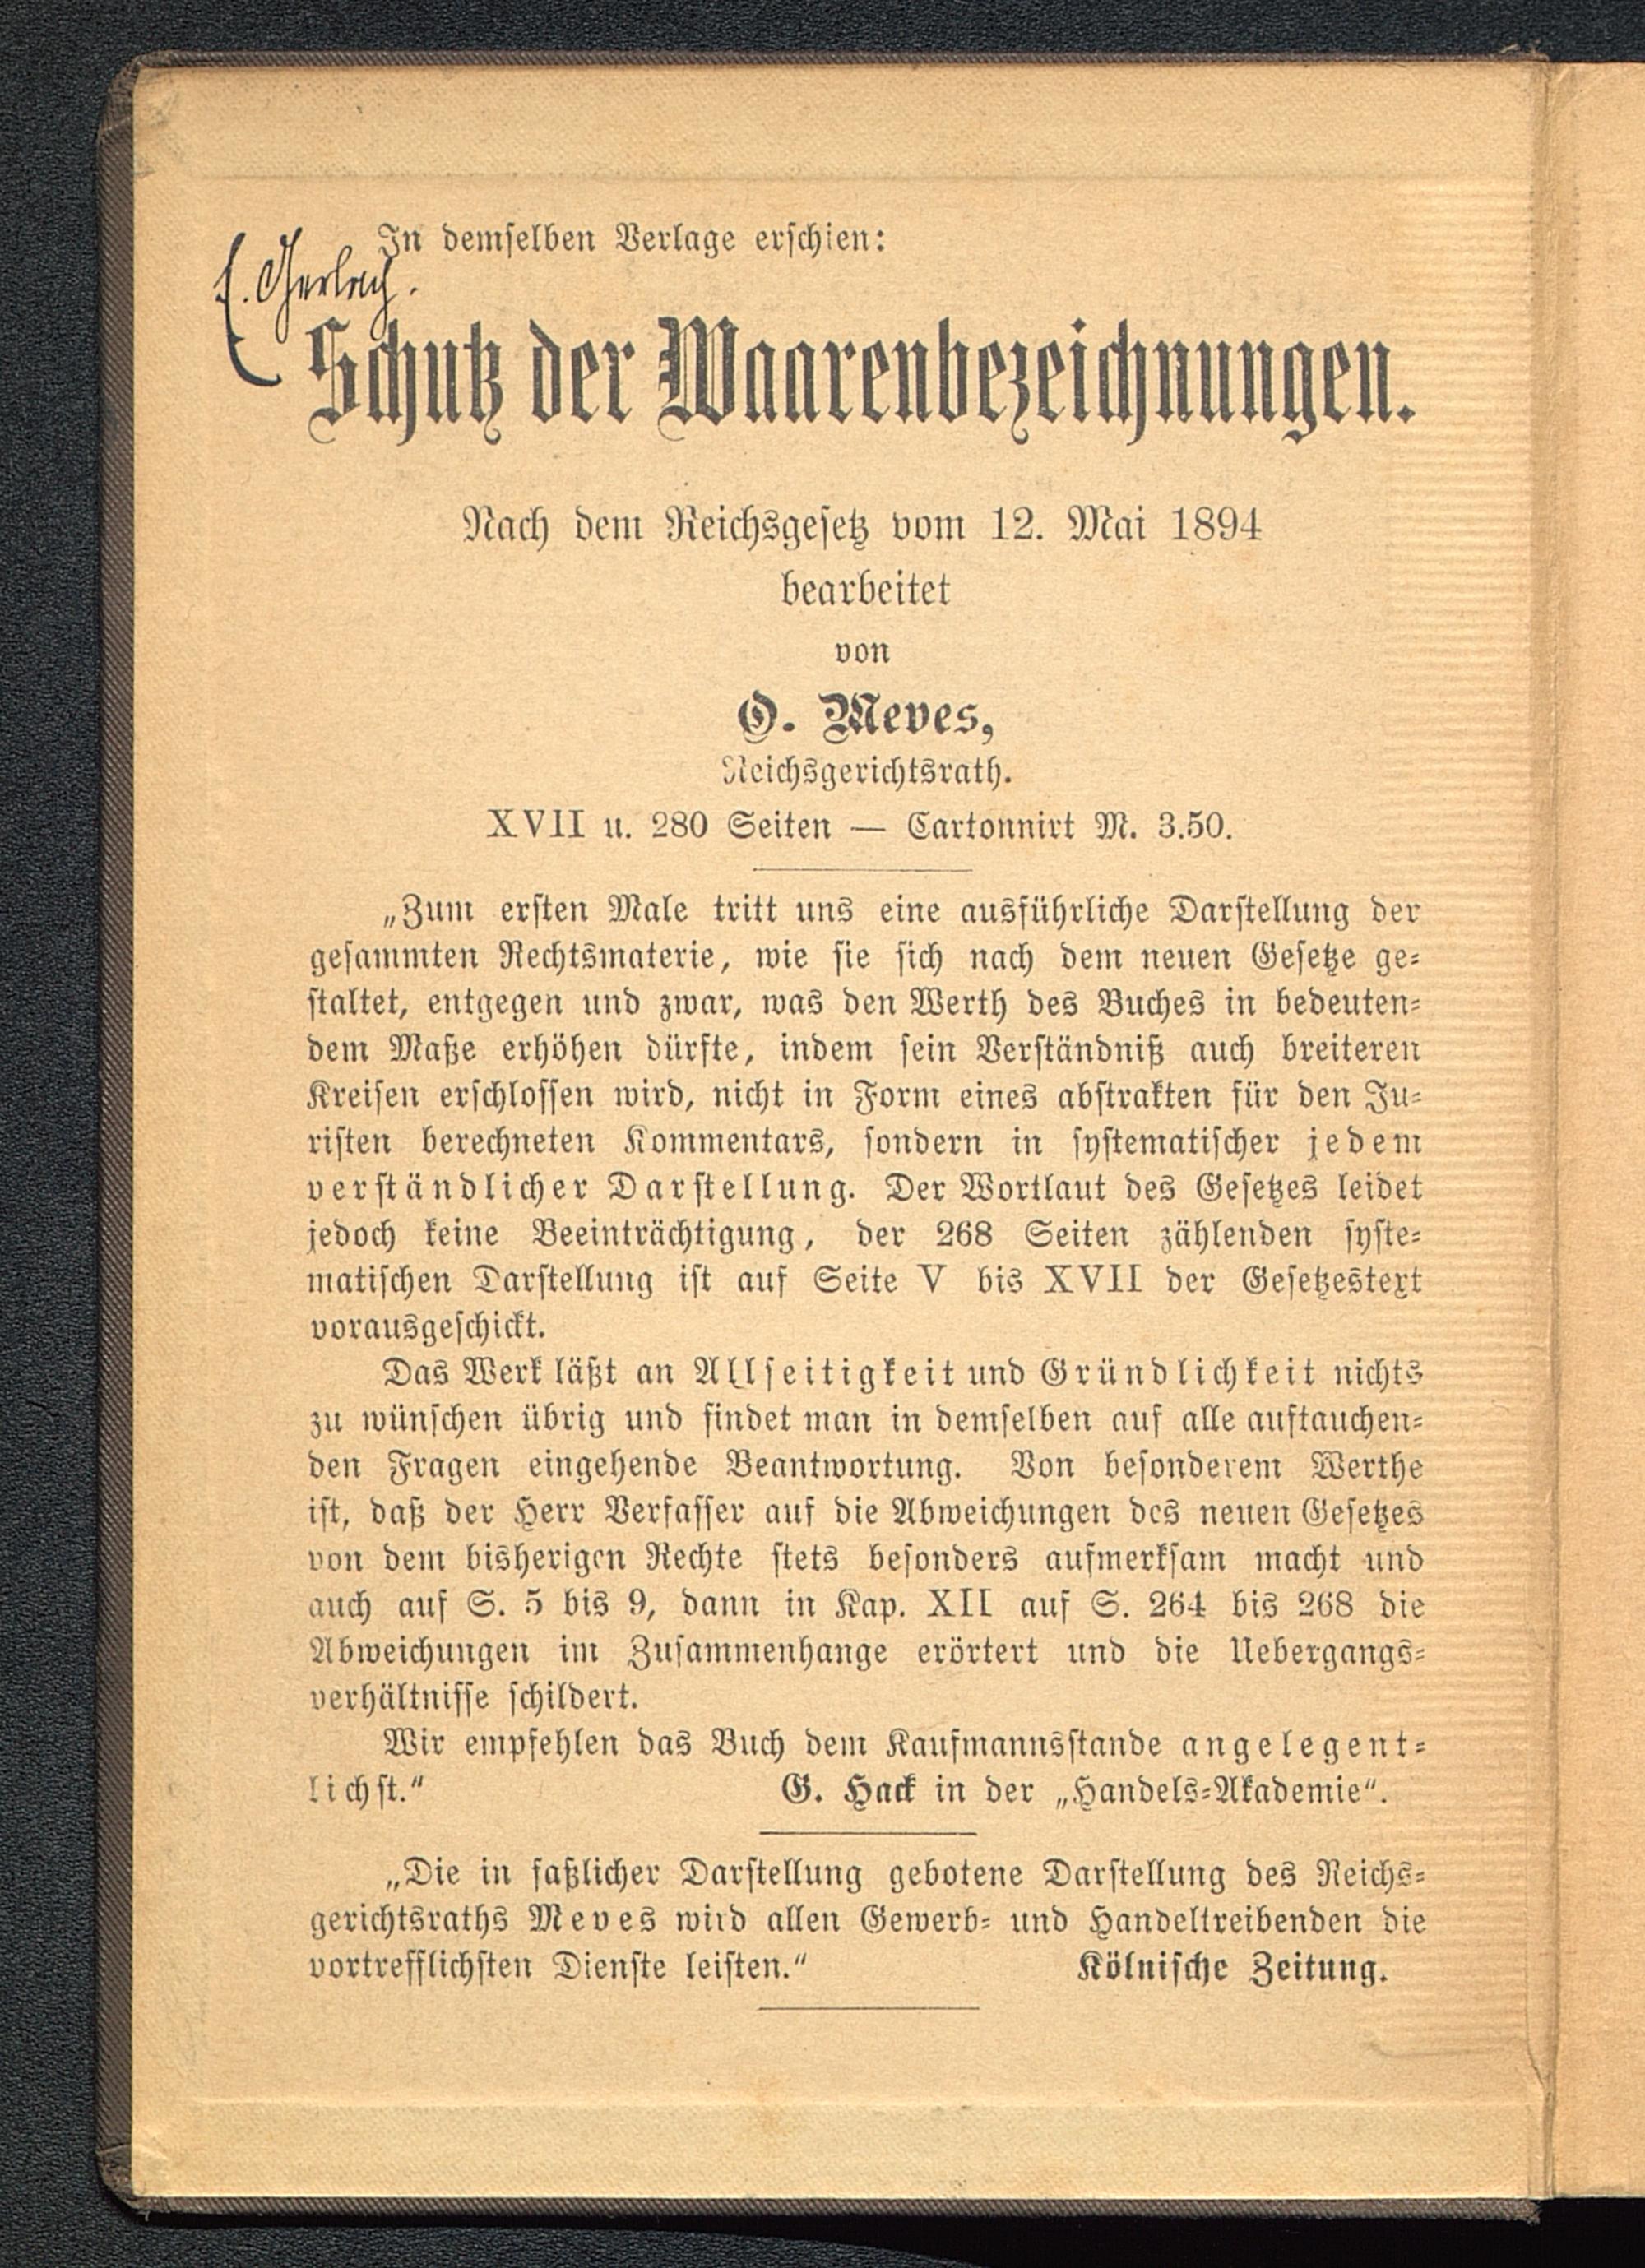 In demselben Verlage erschien:
Gerlach.
Schutz der Waarenbezeichnungen.
Nach dem Reichsgesetz vom 12. Mai 1894
bearbeitet
von
O. Meves,
Reichsgerichtsrath.
XVII u. 280 Seiten — Cartonnirt M. 3.50.
„Zum ersten Male tritt uns eine ausführliche Darstellung der
gesammten Rechtsmaterie, wie sie sich nach dem neuen Gesetze ge-
staltet, entgegen und zwar, was den Werth des Buches in bedeuten-
dem Maße erhöhen dürfte, indem sein Verständniß auch breiteren
Kreisen erschlossen wird, nicht in Form eines abstrakten für den Ju-
risten berechneten Kommentars, sondern in systematischer jedem
verständlicher Darstellung. Der Wortlaut des Gesetzes leidet
jedoch keine Beeinträchtigung, der 268 Seiten zählenden syste-
matischen Darstellung ist auf Seite V bis XVII der Gesetzestext
vorausgeschickt.
Das Werk läßt an Allseitigkeit und Gründlichkeit nichts
zu wünschen übrig und findet man in demselben auf alle auftauchen-
den Fragen eingehende Beantwortung. Von besonderem Werthe
ist, daß der Herr Verfasser auf die Abweichungen des neuen Gesetzes
von dem bisherigen Rechte stets besonders aufmerksam macht und
auch auf S. 5 bis 9, dann in Kap. XII auf S. 264 bis 268 die
Abweichungen im Zusammenhange erörtert und die Uebergangs-
verhältnisse schildert.
Wir empfehlen das Buch dem Kaufmannsstande angelegent-
lichst.“ G. Hack in der „Handels-Akademie“.
„Die in faßlicher Darstellung gebotene Darstellung des Reichs-
gerichtsraths Meves wird allen Gewerb- und Handeltreibenden die
vortrefflichsten Dienste leisten.“ Kölnische Zeitung.